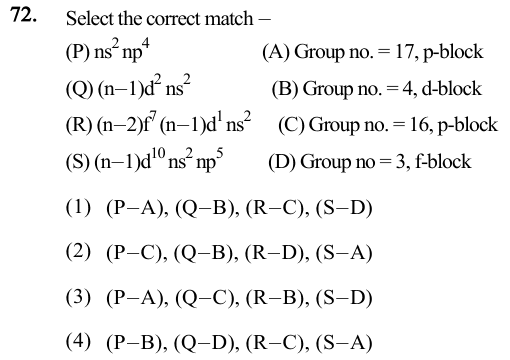 72. Select the correct match –
(P) ns² np⁴ (A) Group no. = 17, p-block
(Q) (n–1)d² ns² (B) Group no. = 4, d-block
(R) (n–2)f⁷ (n–1)d¹ ns² (C) Group no. = 16, p-block
(S) (n–1)d¹⁰ ns² np⁵ (D) Group no = 3, f-block
(1) (P–A), (Q–B), (R–C), (S–D)
(2) (P–C), (Q–B), (R–D), (S–A)
(3) (P–A), (Q–C), (R–B), (S–D)
(4) (P–B), (Q–D), (R–C), (S–A)